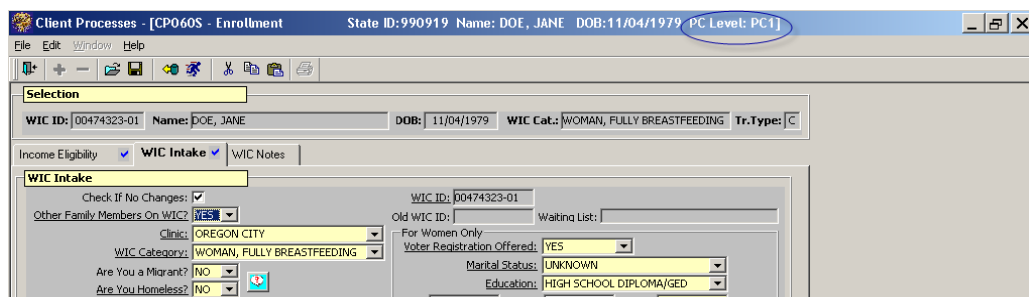 Client Processes - [CP060S - Enrollment State ID:990919 Name: DOE, JANE DOB:11/04/1979 PC Level: PC1]
File Edit Window Help
Selection
WIC ID: 00474323-01 Name: DOE, JANE DOB: 11/04/1979 WIC Cat.: WOMAN, FULLY BREASTFEEDING Tr.Type: C
Income Eligibility WIC Intake WIC Notes
WIC Intake
Check If No Changes: WIC ID: 00474323-01
Other Family Members On WIC? YES Old WIC ID: Waiting List:
Clinic: OREGON CITY For Women Only
Voter Registration Offered: YES
WIC Category: WOMAN, FULLY BREASTFEEDING
Marital Status: UNKNOWN
Are You a Migrant? NO
Education: HIGH SCHOOL DIPLOMA/GED
Are You Homeless? NO